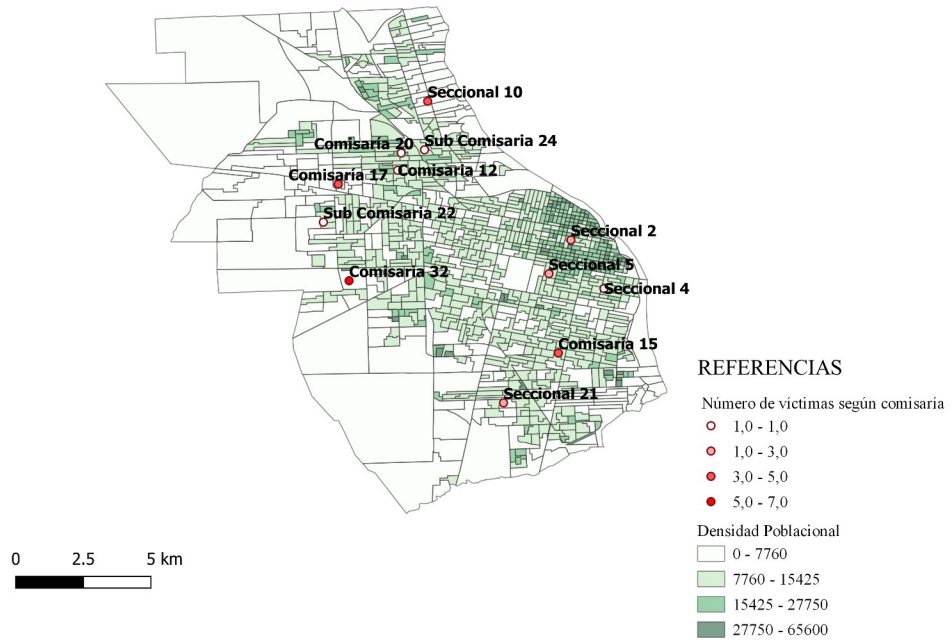 Seccional 10
Comisaría 20
Sub Comisaria 24
Comisaria 12
Comisaría 17
Sub Comisaria 22
Seccional 2
Seccional 5
Comisaria 32
Seccional 4
Comisaria 15
Seccional 21
REFERENCIAS
Número de víctimas según comisaría
1,0 - 1,0
1,0 - 3,0
3,0 - 5,0
5,0 - 7,0
Densidad Poblacional
0 - 7760
7760 - 15425
15425 - 27750
27750 - 65600
0 2.5 5 km